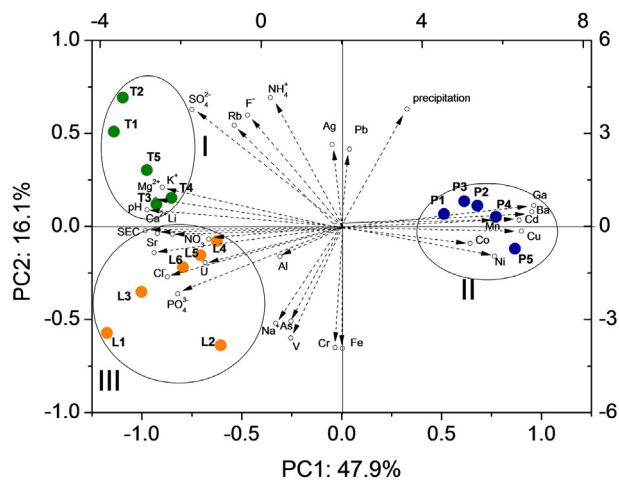 -4 0 4 8
1.0 6
T2
SO₄²⁻ NH₄⁺ precipitation
F⁻
T1 Rb
0.5 3
I Ag Pb
T5
Mg²⁺ K⁺
T3 T4 P3 P2 Ga
pH P1 P4 Ba
Ca²⁺ Li Cd
0.0 0
SEC NO₃⁻ L4 Mn Cu
Sr L5 Co
L6 P5
Cl⁻ U Al Ni
L3 PO₄³⁻ II
-0.5 -3
L1 L2 Na⁺ As
V Cr Fe
III
-1.0 -6
-1.0 -0.5 0.0 0.5 1.0
PC1: 47.9%
PC2: 16.1%